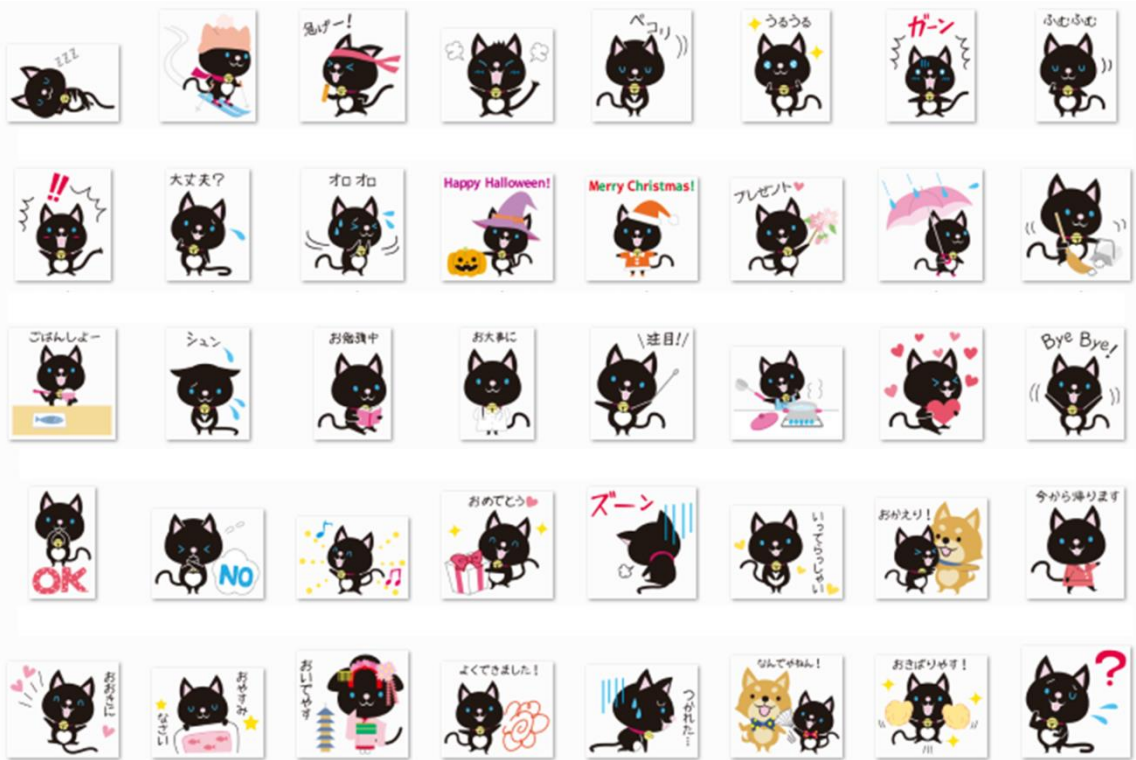 zzz
急げー!
ペコリ
うるうる
ガーン
ふむふむ
!!
大丈夫?
オロオロ
Happy Halloween!
Merry Christmas!
プレゼント
ごはんしよー
シュン
お勉強中
お大事に
\注目!/
Bye Bye!
OK
NO
おめでとう
ズーン
いってらっしゃい
おかえり!
今から帰ります
おおきに
おやすみ
なさい
おいでやす
よくできました!
つかれた…
なんでやねん!
おきばりやす!
?